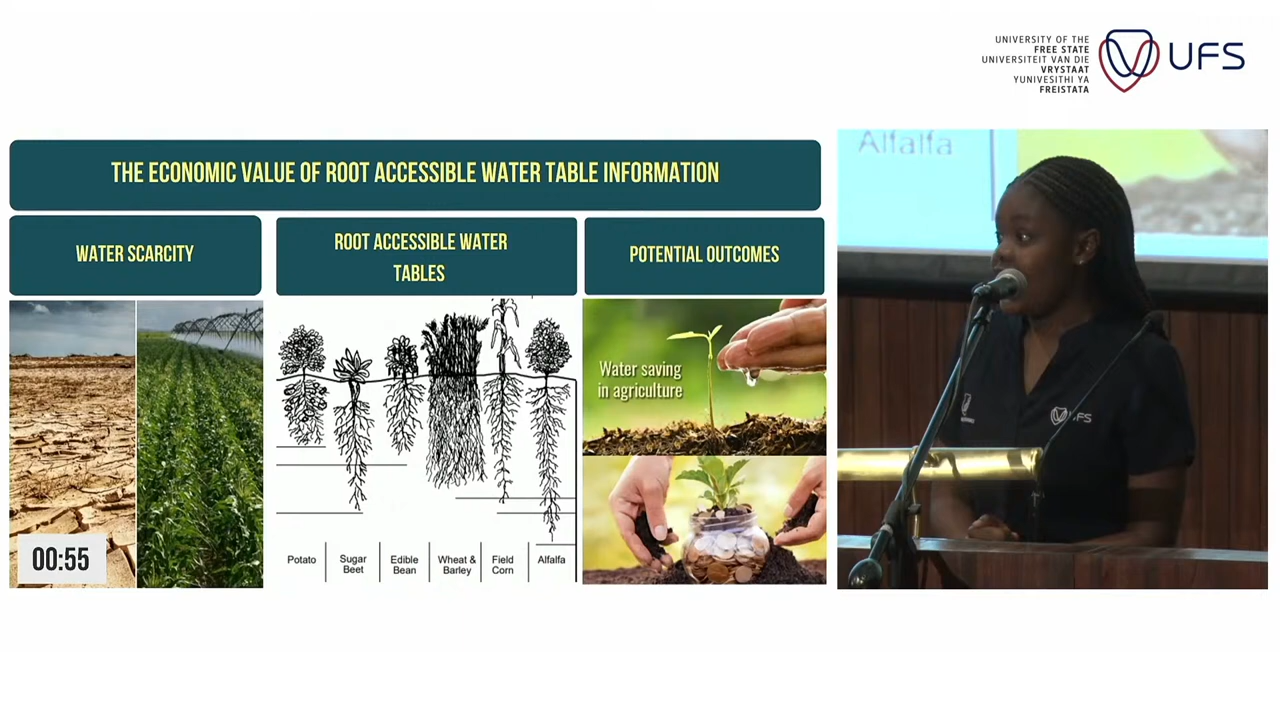 UNIVERSITY OF THE
FREE STATE
UNIVERSITEIT VAN DIE
VRYSTAAT
YUNIVESITHI YA
FREISTATA
UFS
THE ECONOMIC VALUE OF ROOT ACCESSIBLE WATER TABLE INFORMATION
WATER SCARCITY
ROOT ACCESSIBLE WATER
TABLES
POTENTIAL OUTCOMES
Water saving
in agriculture
00:55
Potato
Sugar
Beet
Edible
Bean
Wheat &
Barley
Field
Corn
Alfalfa
Alfalfa
UFS